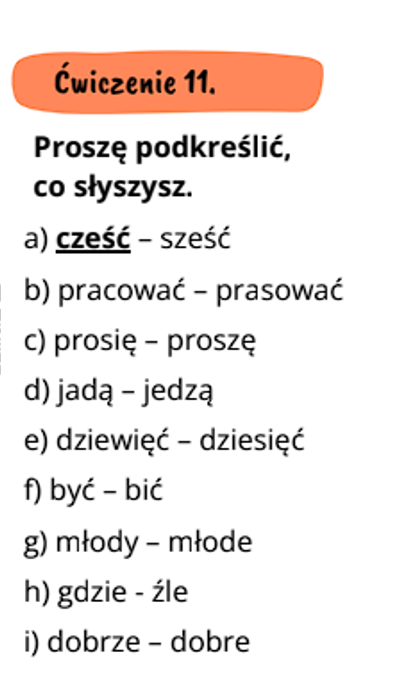 Ćwiczenie 11.
Proszę podkreślić,
co słyszysz.
a) cześć – sześć
b) pracować – prasować
c) prosię – proszę
d) jadą – jedzą
e) dziewięć – dziesięć
f) być – bić
g) młody – młode
h) gdzie - źle
i) dobrze – dobre